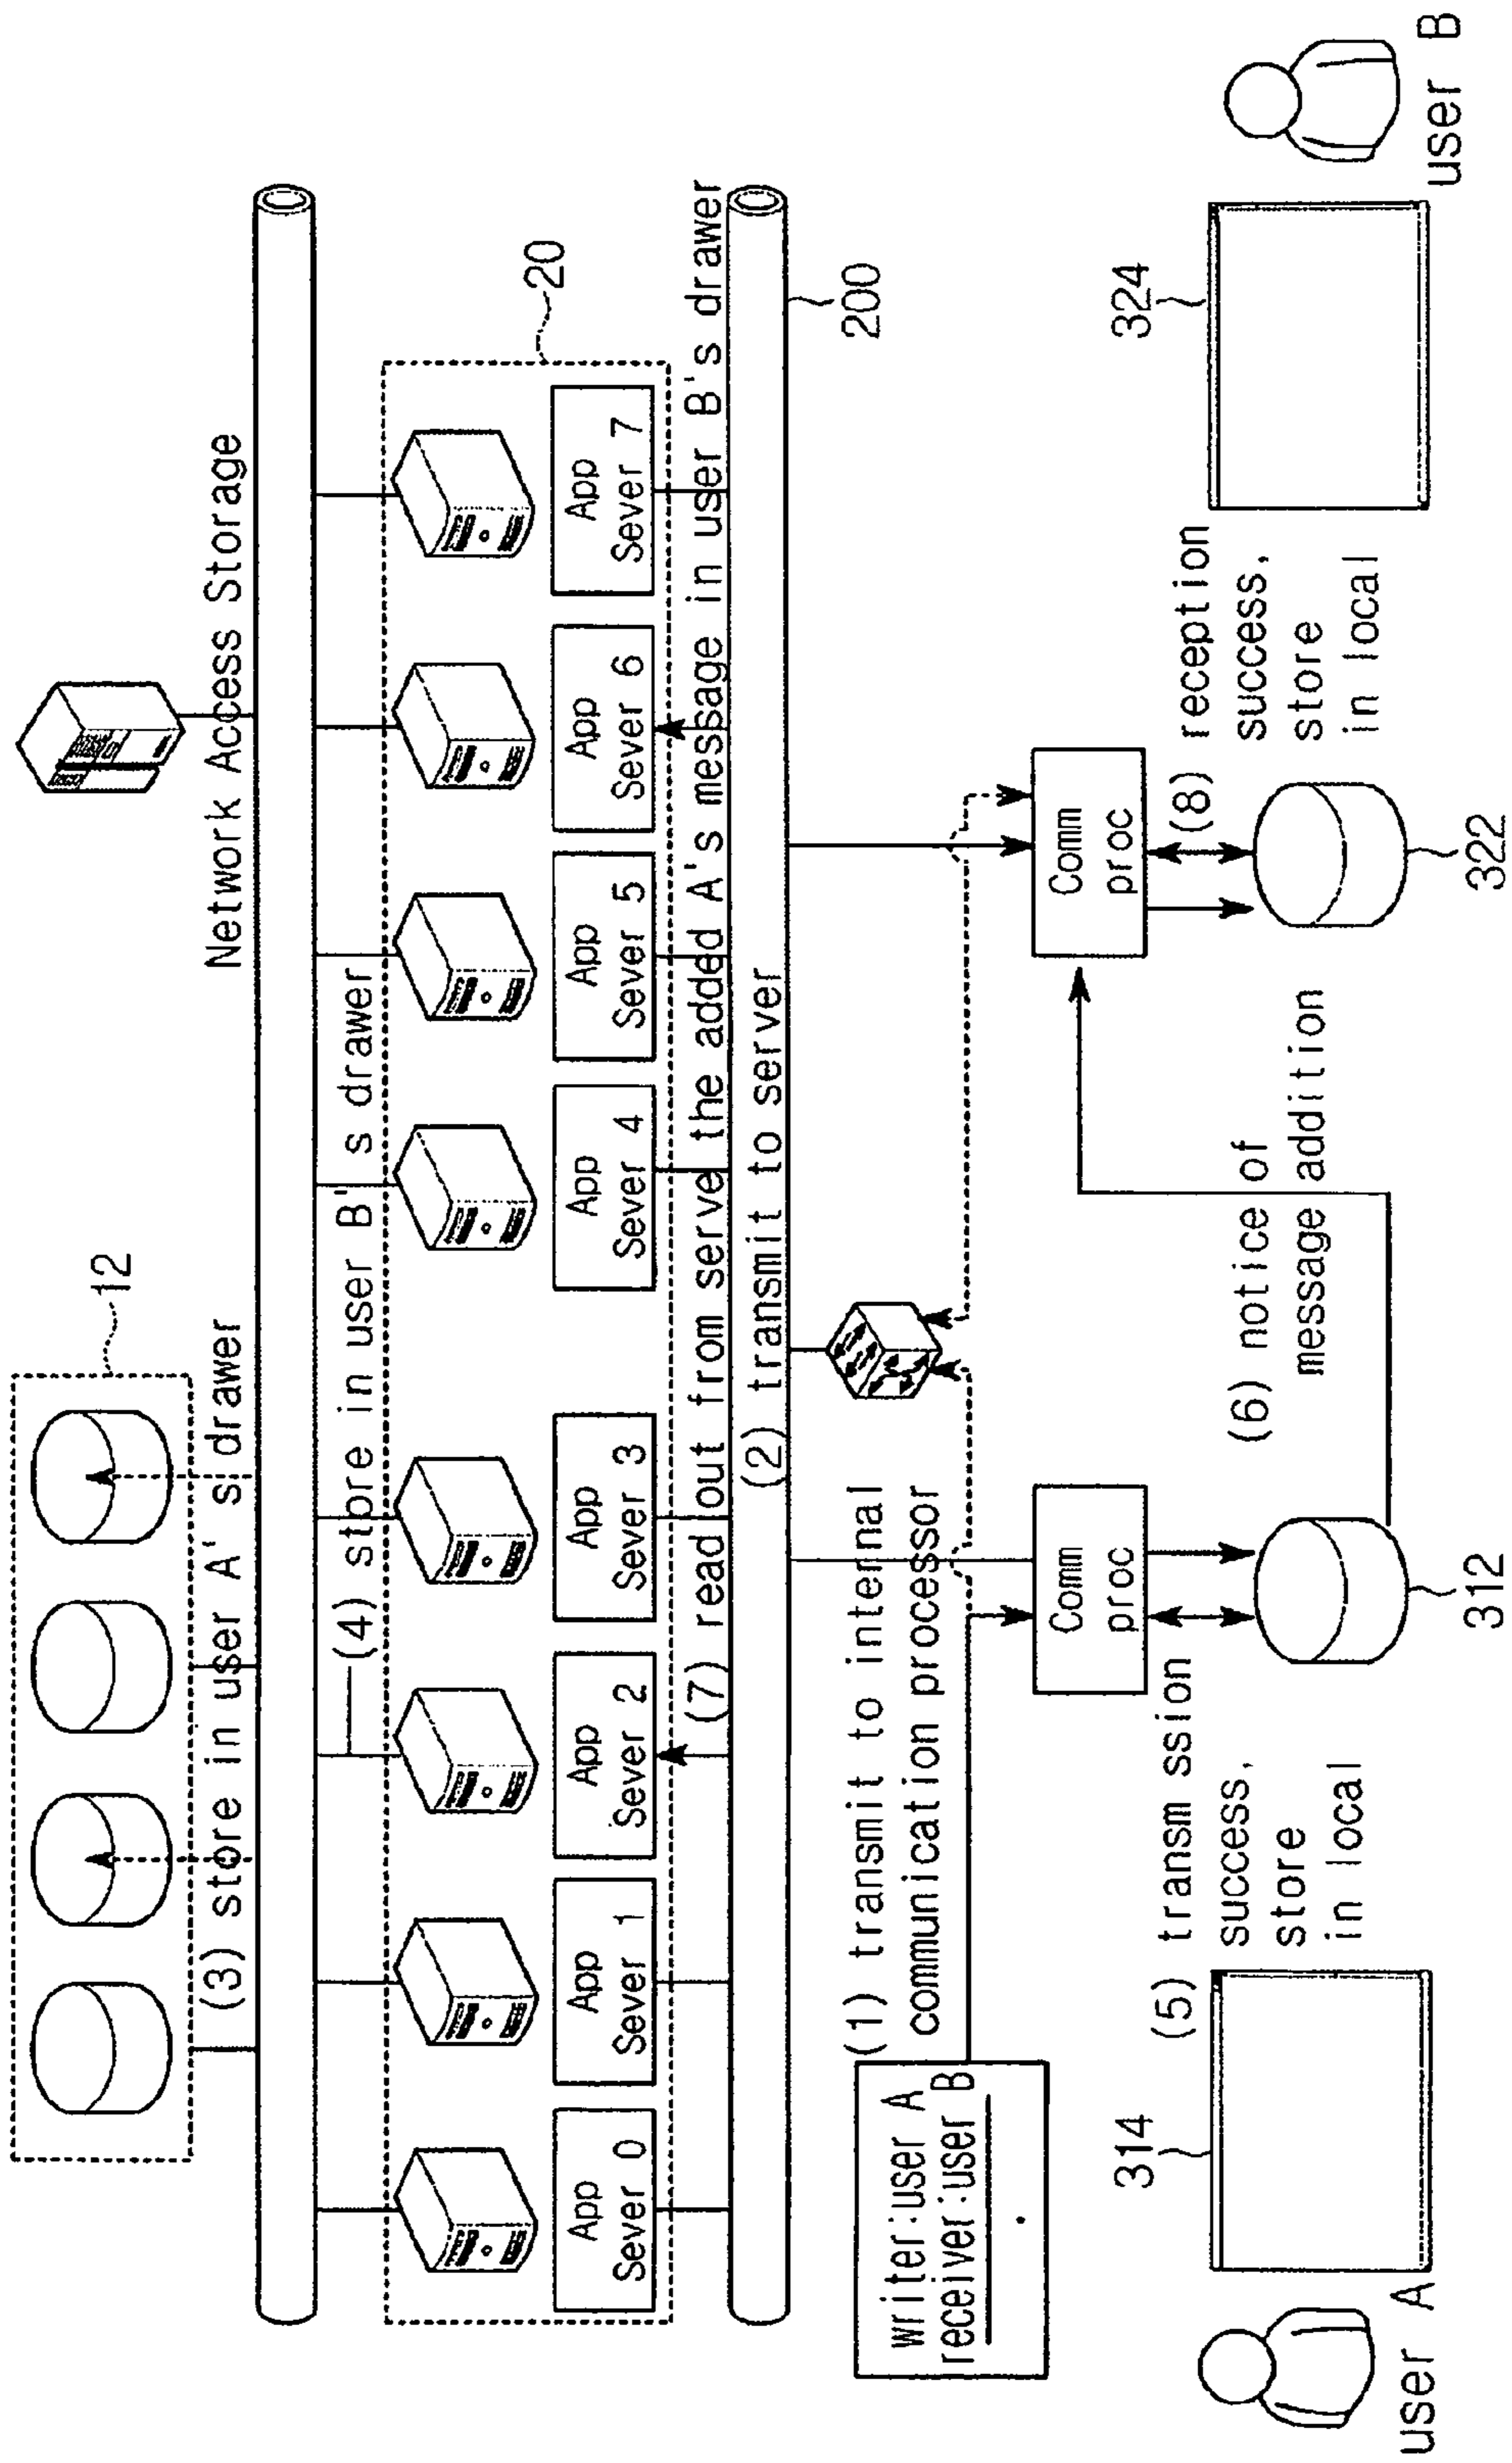 Network Access Storage
12
(3) store in user A' s drawer
(4) store in user B' s drawer
20
App
Sever 0
App
Sever 1
App
Sever 2
App
Sever 3
App
Sever 4
App
Sever 5
App
Sever 6
App
Sever 7
(7) read out from serve the added A's message in user B's drawer
(2) transmit to server
200
writer:user A
receiver:user B
(1) transmit to internal
communication processor
Comm
proc
Comm
proc
314
(5) transm ssion
success,
store
in local
312
(6) notice of
message addition
(8) reception
success,
store
in local
322
324
user A
user B